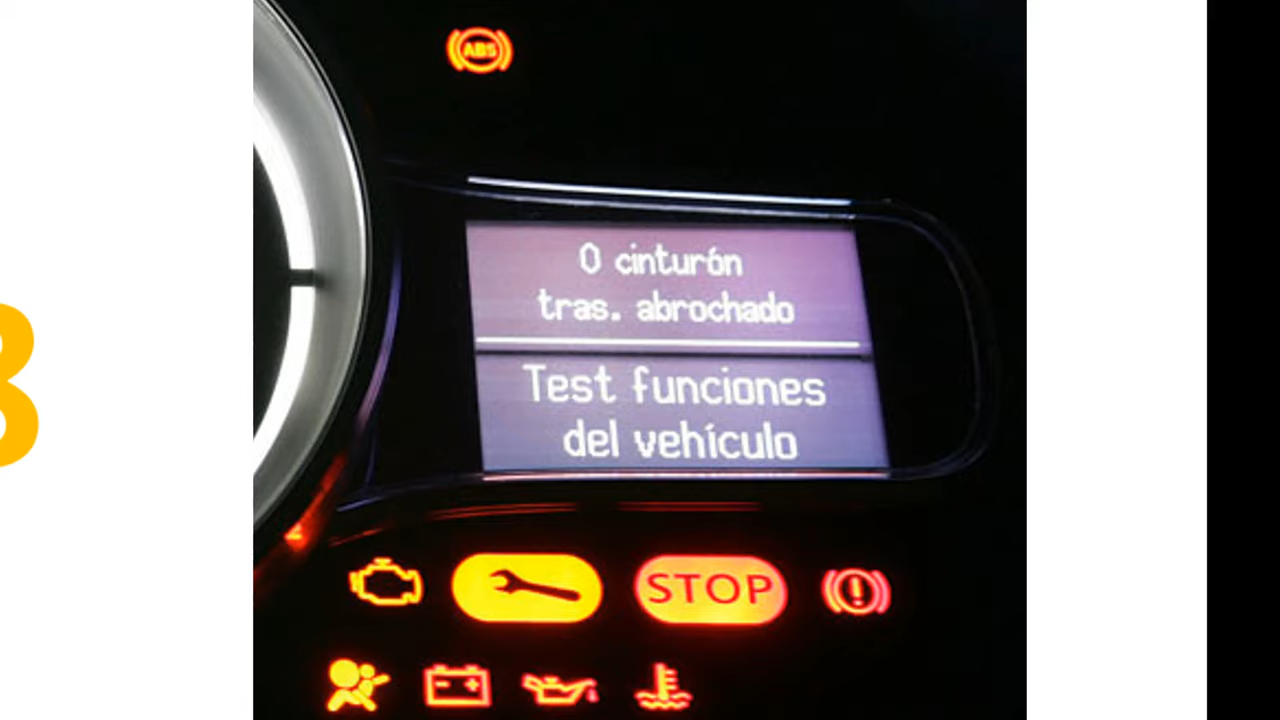 ABS
0 cinturón
tras. abrochado
Test funciones
del vehículo
STOP